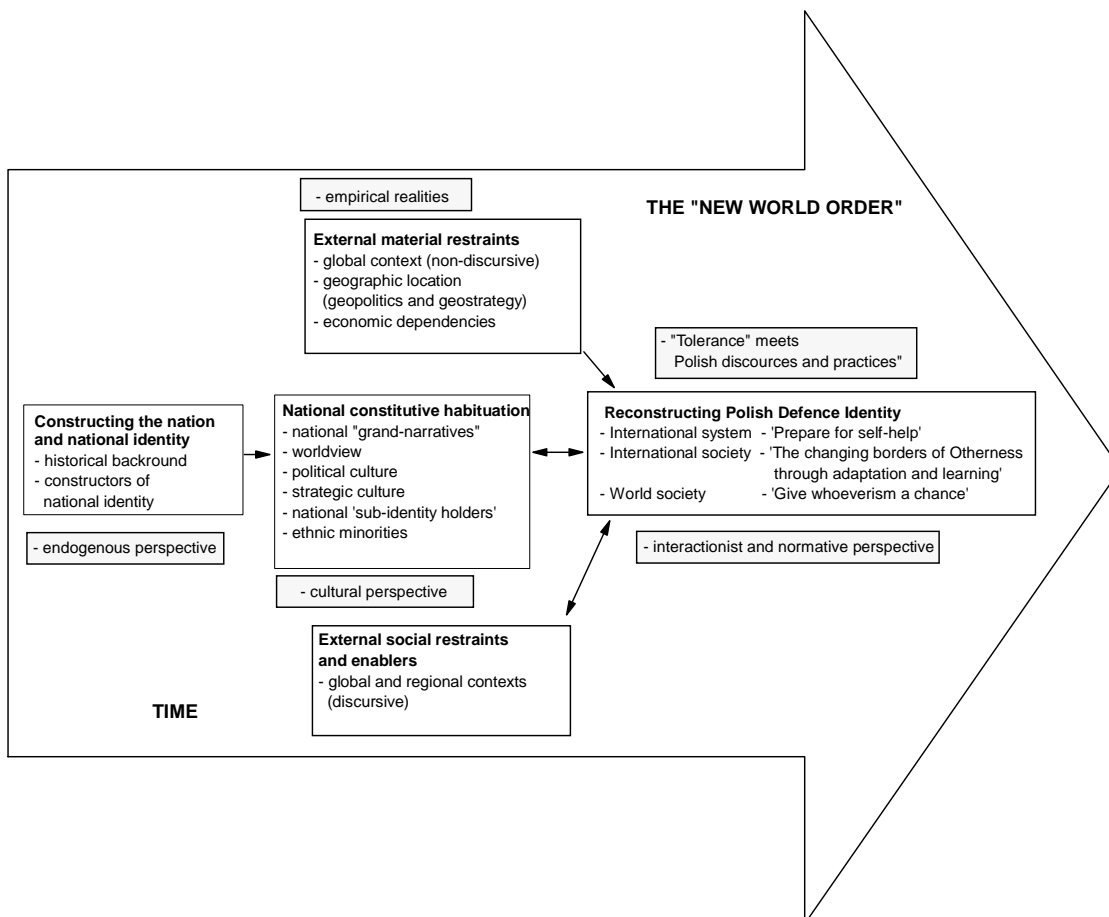 - empirical realities
THE "NEW WORLD ORDER"
External material restraints
- global context (non-discursive)
- geographic location
(geopolitics and geostrategy)
- economic dependencies
- "Tolerance" meets
Polish discources and practices"
Constructing the nation
and national identity
- historical backround
- constructors of
national identity
- endogenous perspective
National constitutive habituation
- national "grand-narratives"
- worldview
- political culture
- strategic culture
- national 'sub-identity holders'
- ethnic minorities
- cultural perspective
Reconstructing Polish Defence Identity
- International system - 'Prepare for self-help'
- International society - 'The changing borders of Otherness
through adaptation and learning'
- World society - 'Give whoeverism a chance'
- interactionist and normative perspective
External social restraints
and enablers
- global and regional contexts
(discursive)
TIME